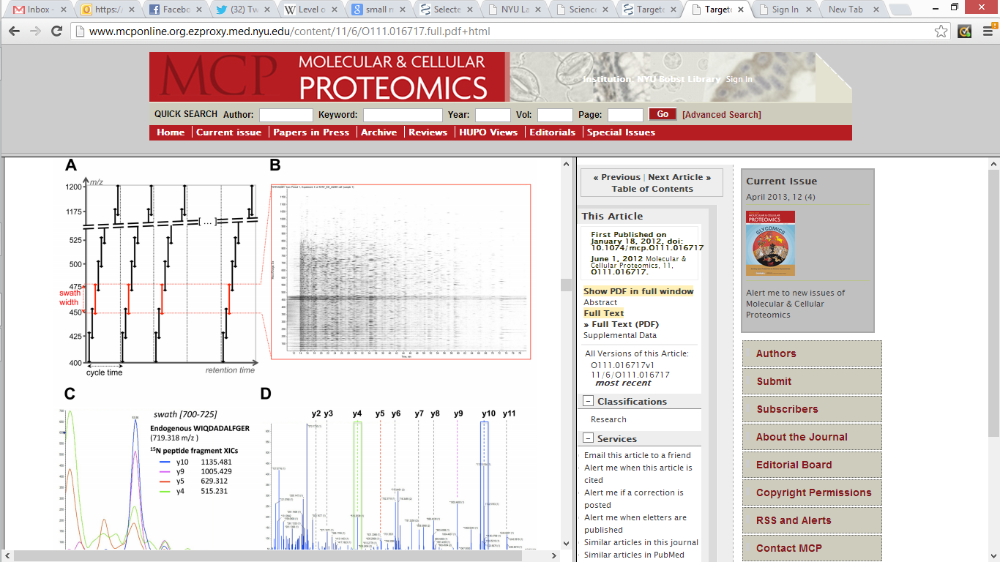 Inbox -
https:/
Facebo
(32) Tw
Level o
small n
Selecte
NYU La
Science
Targete
Targete
Sign In
New Tab
www.mcponline.org.ezproxy.med.nyu.edu/content/11/6/O111.016717.full.pdf+html
MCP MOLECULAR & CELLULAR
PROTEOMICS
Institution: NYU Bobst Library Sign In
QUICK SEARCH Author: Keyword: Year: Vol: Page: Go [Advanced Search]
Home Current issue Papers in Press Archive Reviews HUPO Views Editorials Special Issues
A
m/z
1200
1175
525
500
475
swath
width
450
425
400
cycle time
retention time
B
C
swath [700-725]
Endogenous WIQDADALFGER
(719.318 m/z )
15N peptide fragment XICs
y10 1135.481
y9 1005.429
y5 629.312
y4 515.231
D
y2 y3 y4 y5 y6 y7 y8 y9 y10 y11
« Previous | Next Article »
Table of Contents
This Article
First Published on
January 18, 2012, doi:
10.1074/mcp.O111.016717
June 1, 2012 Molecular &
Cellular Proteomics, 11,
O111.016717.
Show PDF in full window
Abstract
Full Text
» Full Text (PDF)
Supplemental Data
All Versions of this Article:
O111.016717v1
11/6/O111.016717
most recent
Classifications
Research
Services
Email this article to a friend
Alert me when this article is
cited
Alert me if a correction is
posted
Alert me when eletters are
published
Similar articles in this journal
Similar articles in PubMed
Current Issue
April 2013, 12 (4)
MOLECULAR & CELLULAR
PROTEOMICS
GLYCOMICS
Alert me to new issues of
Molecular & Cellular
Proteomics
Authors
Submit
Subscribers
About the Journal
Editorial Board
Copyright Permissions
RSS and Alerts
Contact MCP